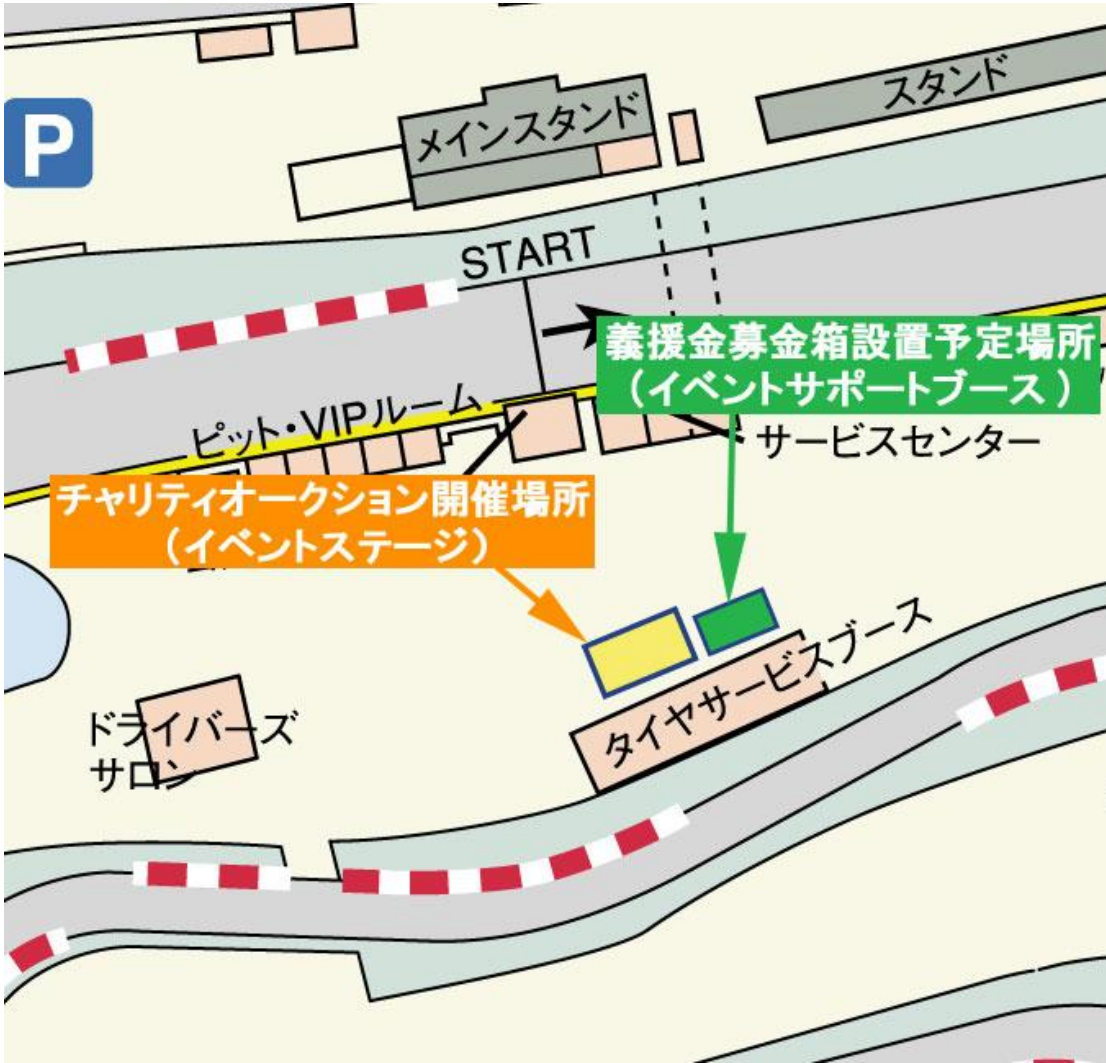 P
メインスタンド
スタンド
START
義援金募金箱設置予定場所
（イベントサポートブース）
ピット・VIPルーム
サービスセンター
チャリティオークション開催場所
（イベントステージ）
タイヤサービスブース
ドライバーズ
サロン